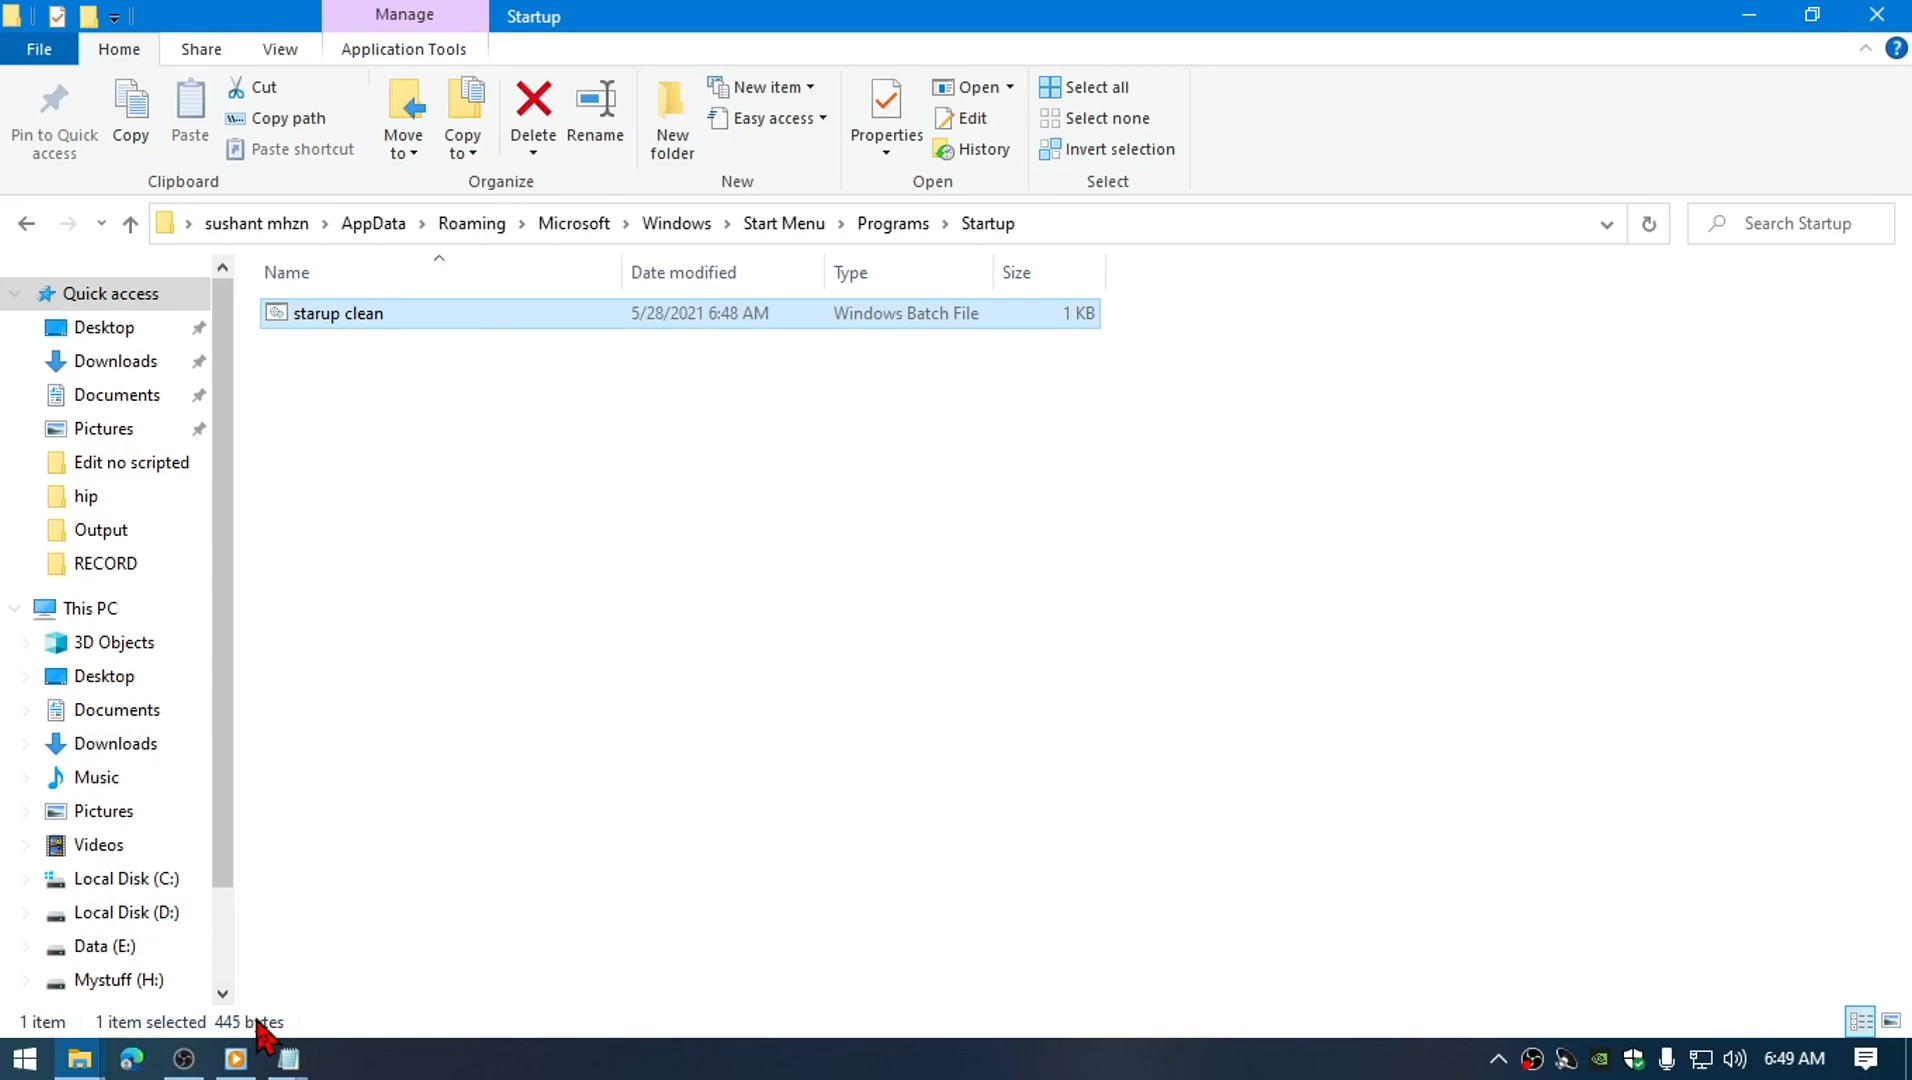 Manage
Startup
File
Home
Share
View
Application Tools
Pin to Quick
access
Copy
Paste
Cut
Copy path
Paste shortcut
Clipboard
Move
to
Copy
to
Delete
Rename
Organize
New
folder
New item
Easy access
New
Properties
Open
Edit
History
Open
Select all
Select none
Invert selection
Select
sushant mhzn > AppData > Roaming > Microsoft > Windows > Start Menu > Programs > Startup
Search Startup
Name
Date modified
Type
Size
starup clean
5/28/2021 6:48 AM
Windows Batch File
1 KB
Quick access
Desktop
Downloads
Documents
Pictures
Edit no scripted
hip
Output
RECORD
This PC
3D Objects
Desktop
Documents
Downloads
Music
Pictures
Videos
Local Disk (C:)
Local Disk (D:)
Data (E:)
Mystuff (H:)
1 item
1 item selected 445 bytes
6:49 AM